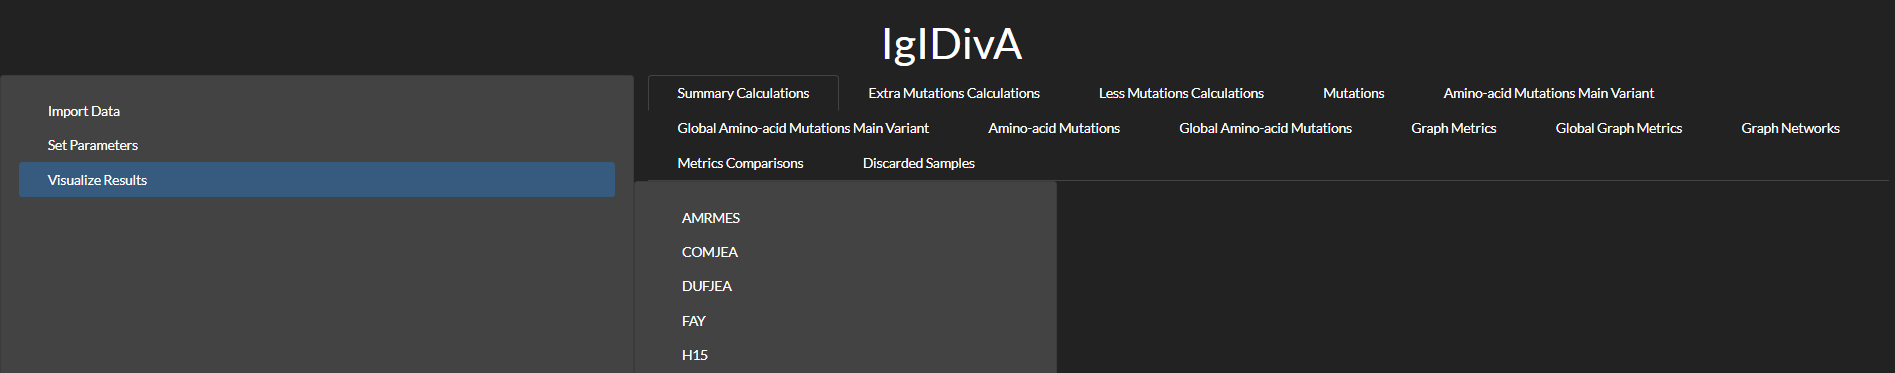 IgIDivA
Import Data
Set Parameters
Visualize Results
Summary Calculations Extra Mutations Calculations Less Mutations Calculations Mutations Amino-acid Mutations Main Variant
Global Amino-acid Mutations Main Variant Amino-acid Mutations Global Amino-acid Mutations Graph Metrics Global Graph Metrics Graph Networks
Metrics Comparisons Discarded Samples
AMRMES
COMJEA
DUFJEA
FAY
H15